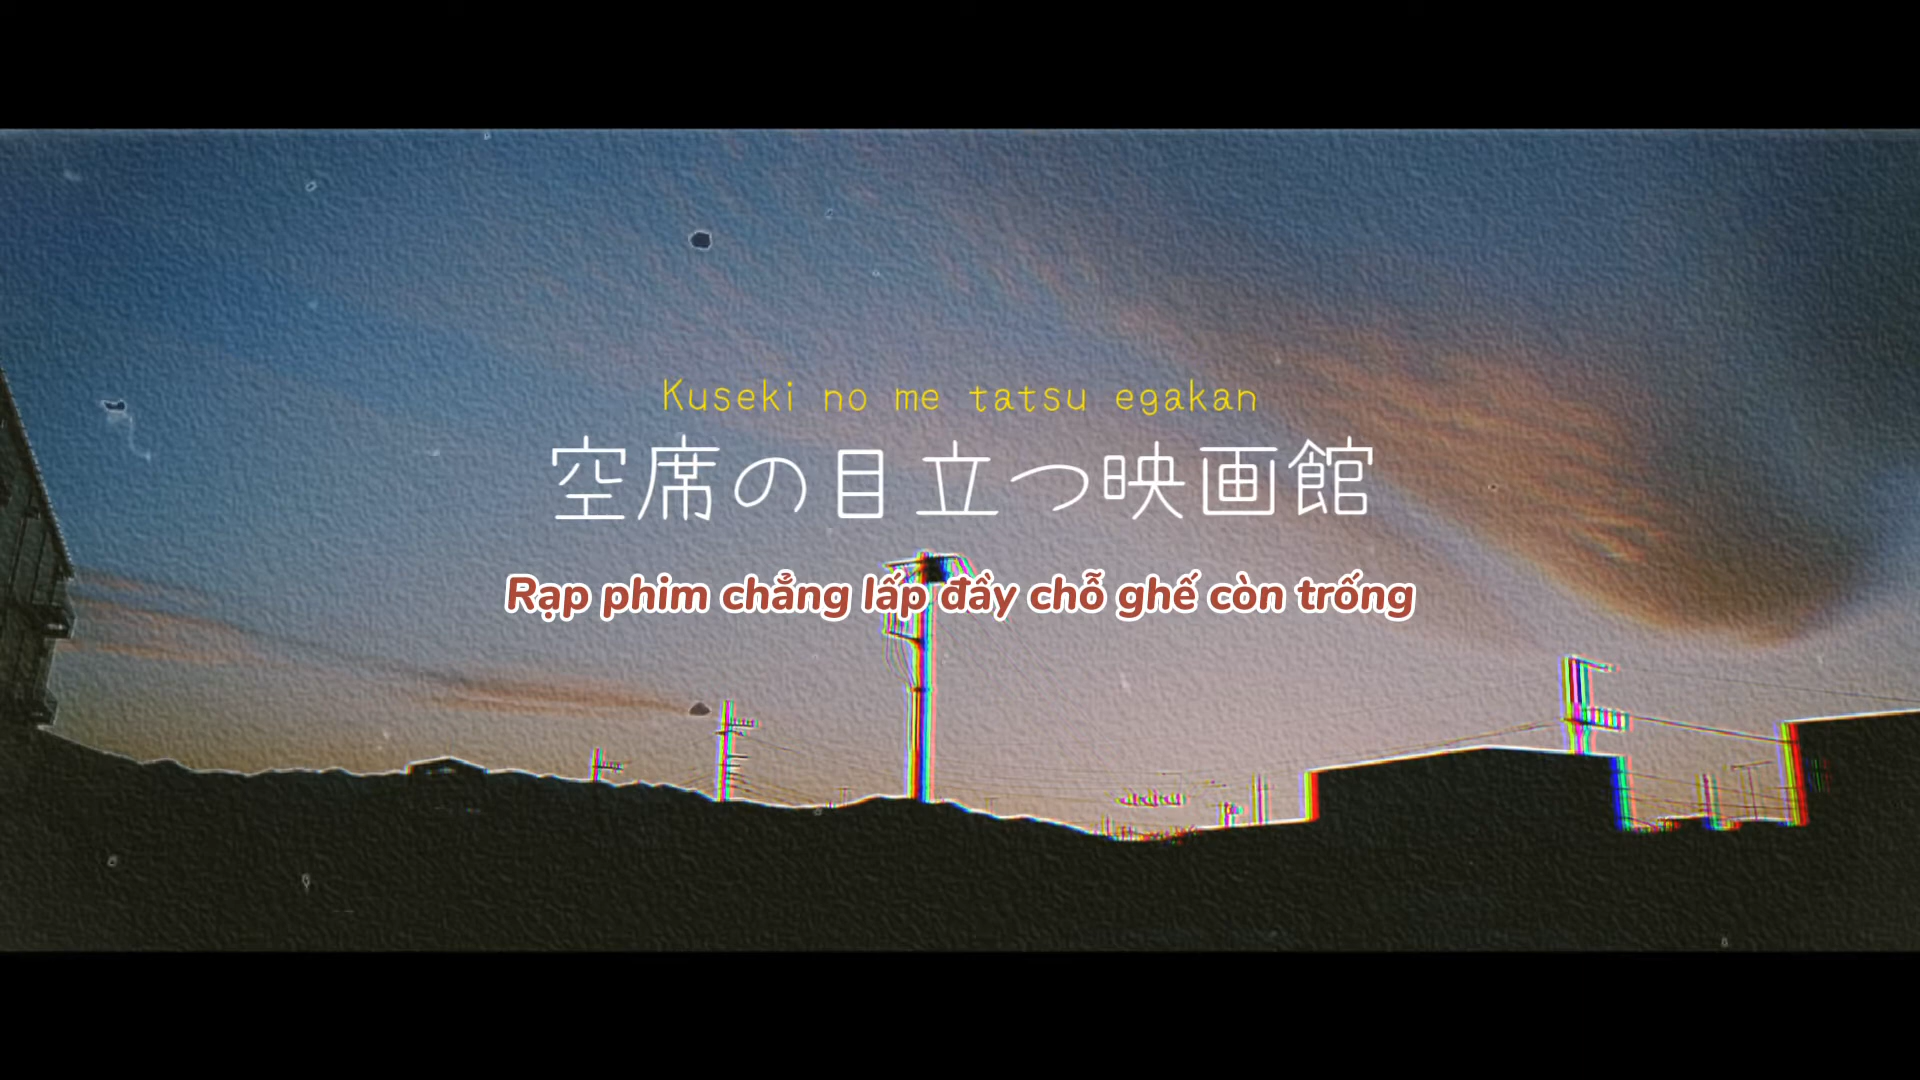 Kuseki no me tatsu egakan
空席の目立つ映画館
Rạp phim chẳng lấp đầy chỗ ghế còn trống